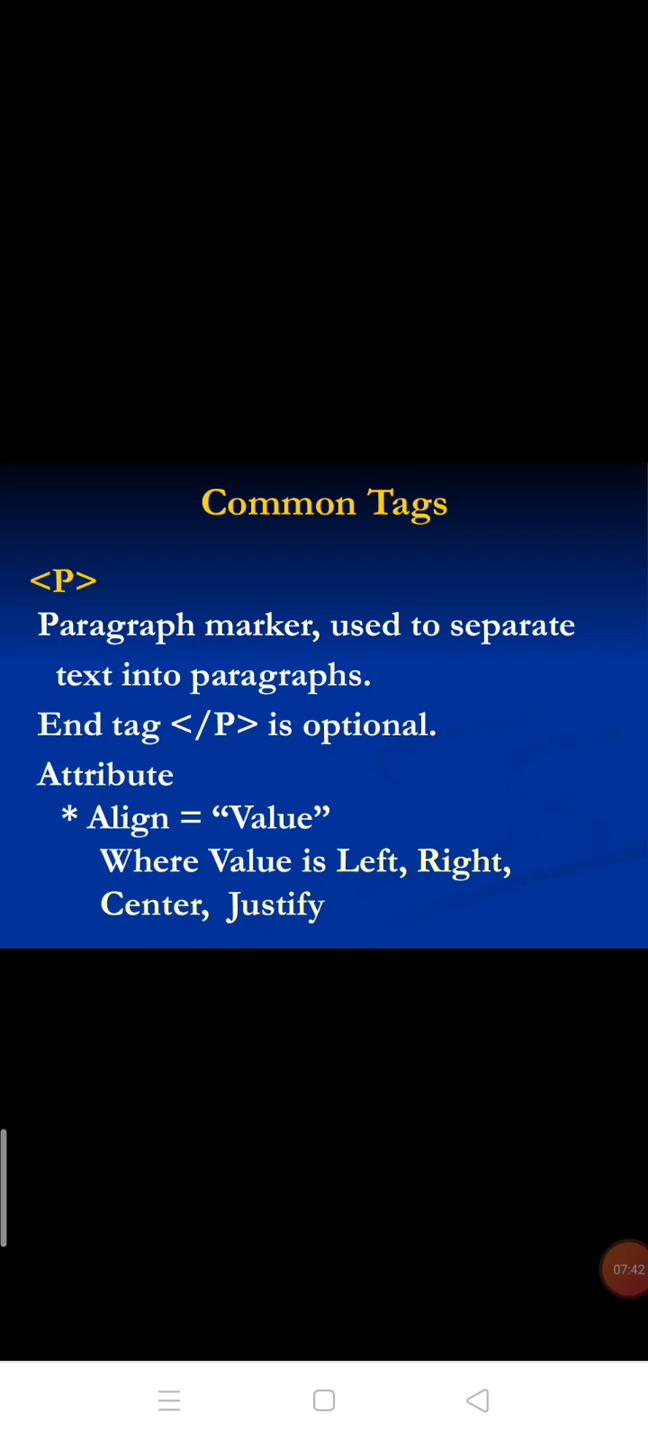 Common Tags
<P>
Paragraph marker, used to separate
text into paragraphs.
End tag </P> is optional.
Attribute
* Align = “Value”
Where Value is Left, Right,
Center, Justify
07:42